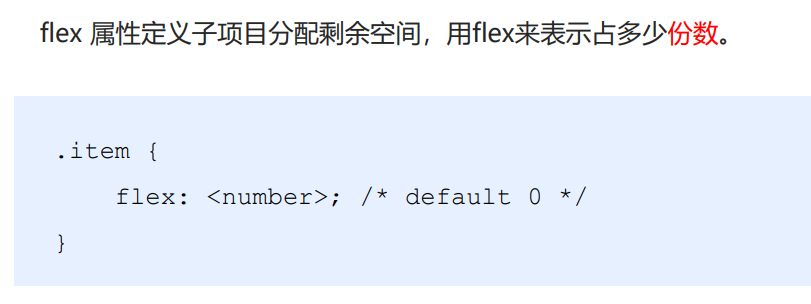 flex 属性定义子项目分配剩余空间，用flex来表示占多少份数。
.item {
    flex: <number>; /* default 0 */
}